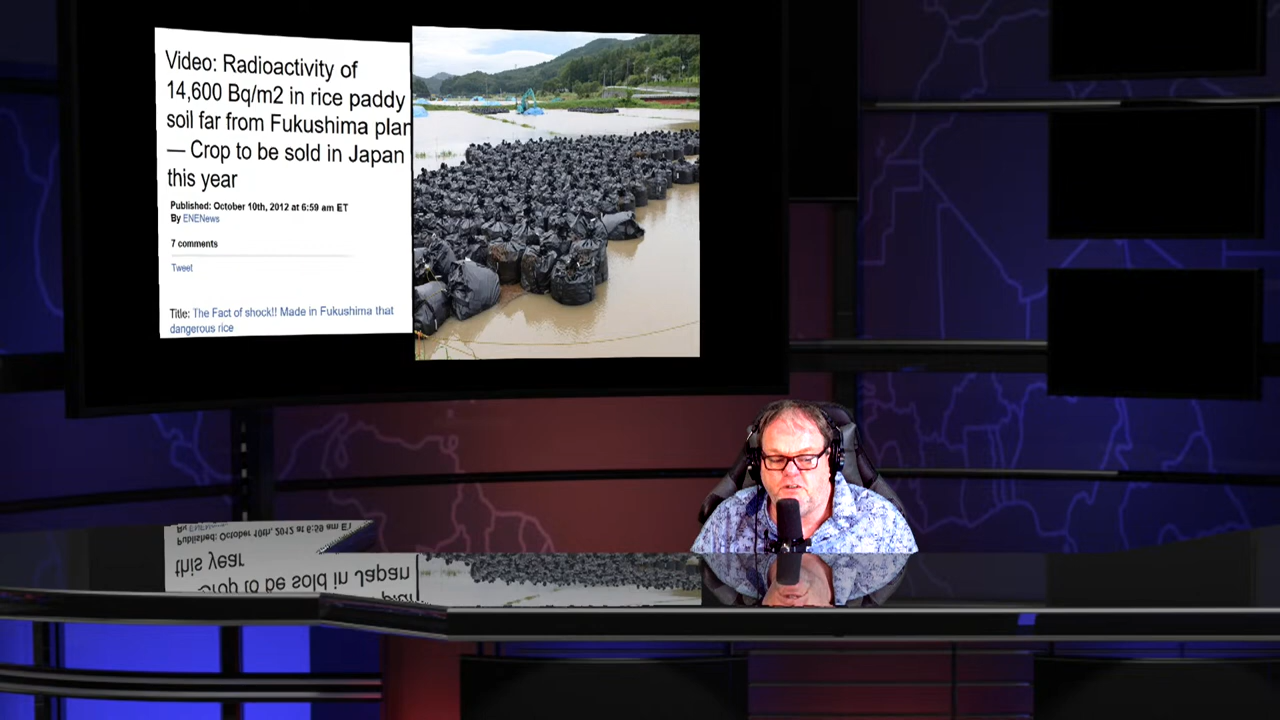 Video: Radioactivity of
14,600 Bq/m2 in rice paddy
soil far from Fukushima plan
— Crop to be sold in Japan
this year
Published: October 10th, 2012 at 6:59 am ET
By ENENews
7 comments
Tweet
Title: The Fact of shock!! Made in Fukushima that
dangerous rice